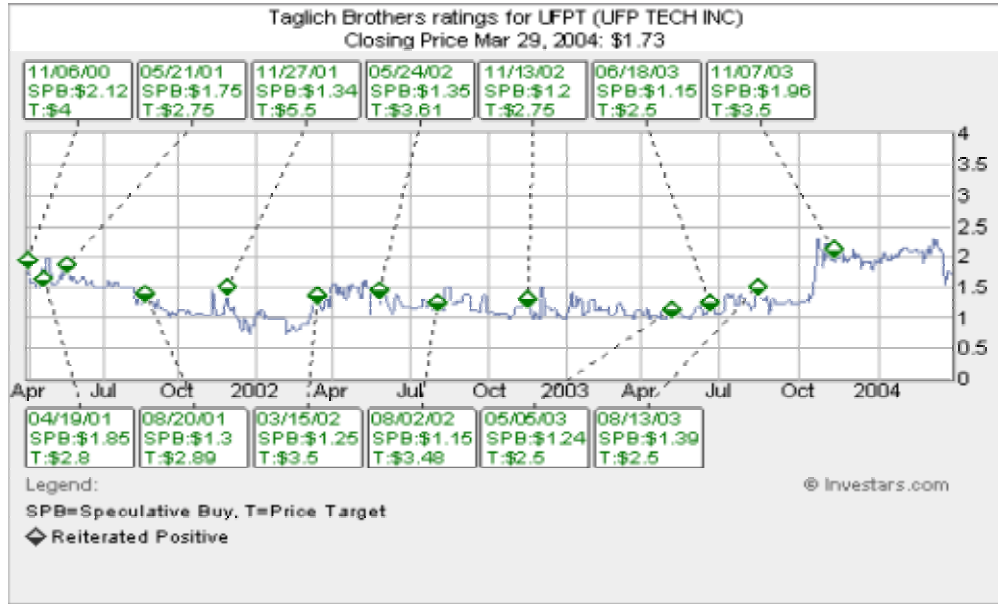 Taglich Brothers ratings for UFPT (UFP TECH INC)
Closing Price Mar 29, 2004: $1.73
11/06/00
SPB:$2.12
T:$4
05/21/01
SPB:$1.75
T:$2.75
11/27/01
SPB:$1.34
T:$5.5
05/24/02
SPB:$1.35
T:$3.61
11/13/02
SPB:$1.2
T:$2.75
06/18/03
SPB:$1.15
T:$2.5
11/07/03
SPB:$1.96
T:$3.5
4
3.5
3
2.5
2
1.5
1
0.5
0
Apr Jul Oct 2002 Apr Jul Oct 2003 Apr Jul Oct 2004
04/19/01
SPB:$1.85
T:$2.8
08/20/01
SPB:$1.3
T:$2.89
03/15/02
SPB:$1.25
T:$3.5
08/02/02
SPB:$1.15
T:$3.48
05/05/03
SPB:$1.24
T:$2.5
08/13/03
SPB:$1.39
T:$2.5
Legend:
© Investars.com
SPB=Speculative Buy, T=Price Target
Reiterated Positive